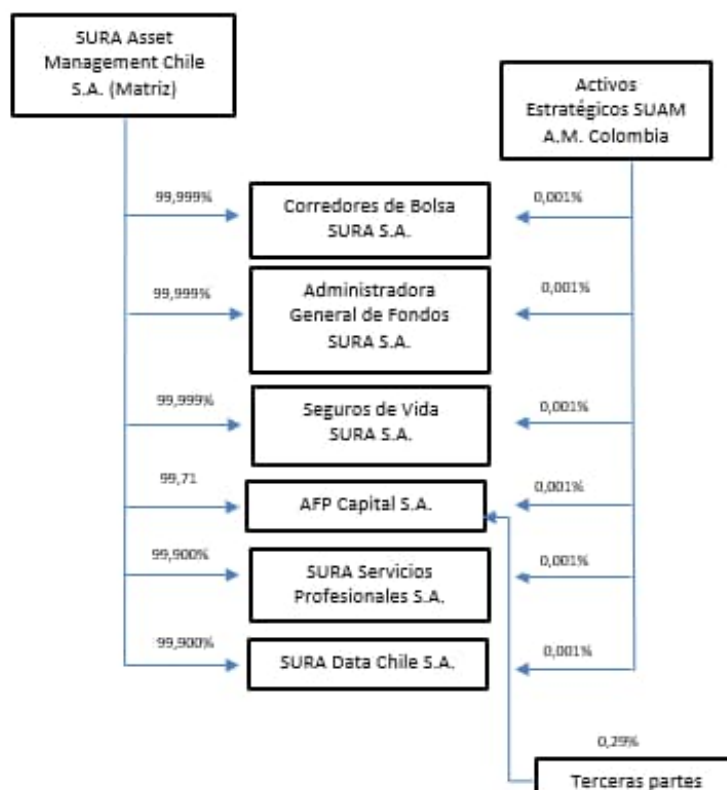 SURA Asset
Management Chile
S.A. (Matriz)
Activos
Estratégicos SUAM
A.M. Colombia
99,999%
Corredores de Bolsa
SURA S.A.
0,001%
99,999%
Administradora
General de Fondos
SURA S.A.
0,001%
99,999%
Seguros de Vida
SURA S.A.
0,001%
99,71
AFP Capital S.A.
0,001%
99,900%
SURA Servicios
Profesionales S.A.
0,001%
99,900%
SURA Data Chile S.A.
0,001%
0,29%
Terceras partes